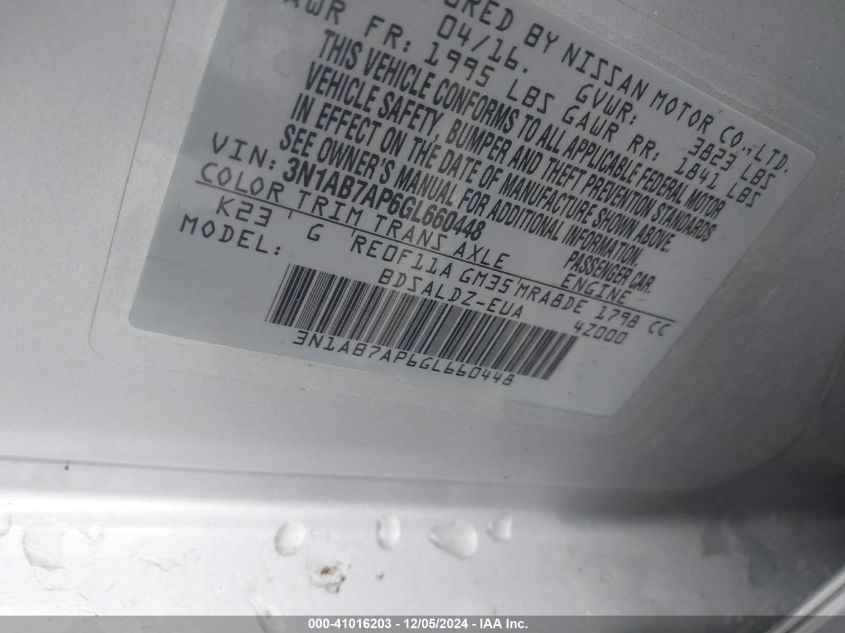 BY NISSAN MOTOR CO., LTD.
04/16. GVWR: 3823 LBS
FR: 1995 LBS GAWR RR: 1841 LBS
THIS VEHICLE CONFORMS TO ALL APPLICABLE FEDERAL MOTOR
VEHICLE SAFETY, BUMPER AND THEFT PREVENTION STANDARDS
IN EFFECT ON THE DATE OF MANUFACTURE SHOWN ABOVE.
SEE OWNER'S MANUAL FOR ADDITIONAL INFORMATION.
VIN: 3N1AB7AP6GL660448 PASSENGER CAR.
COLOR TRIM TRANS AXLE ENGINE
K23 G RE0F11A GM35 MRA8DE 1798 CC
MODEL: BDSALDZ-EUA 4Z000
3N1AB7AP6GL660448
000-41016203 - 12/05/2024 - IAA Inc.